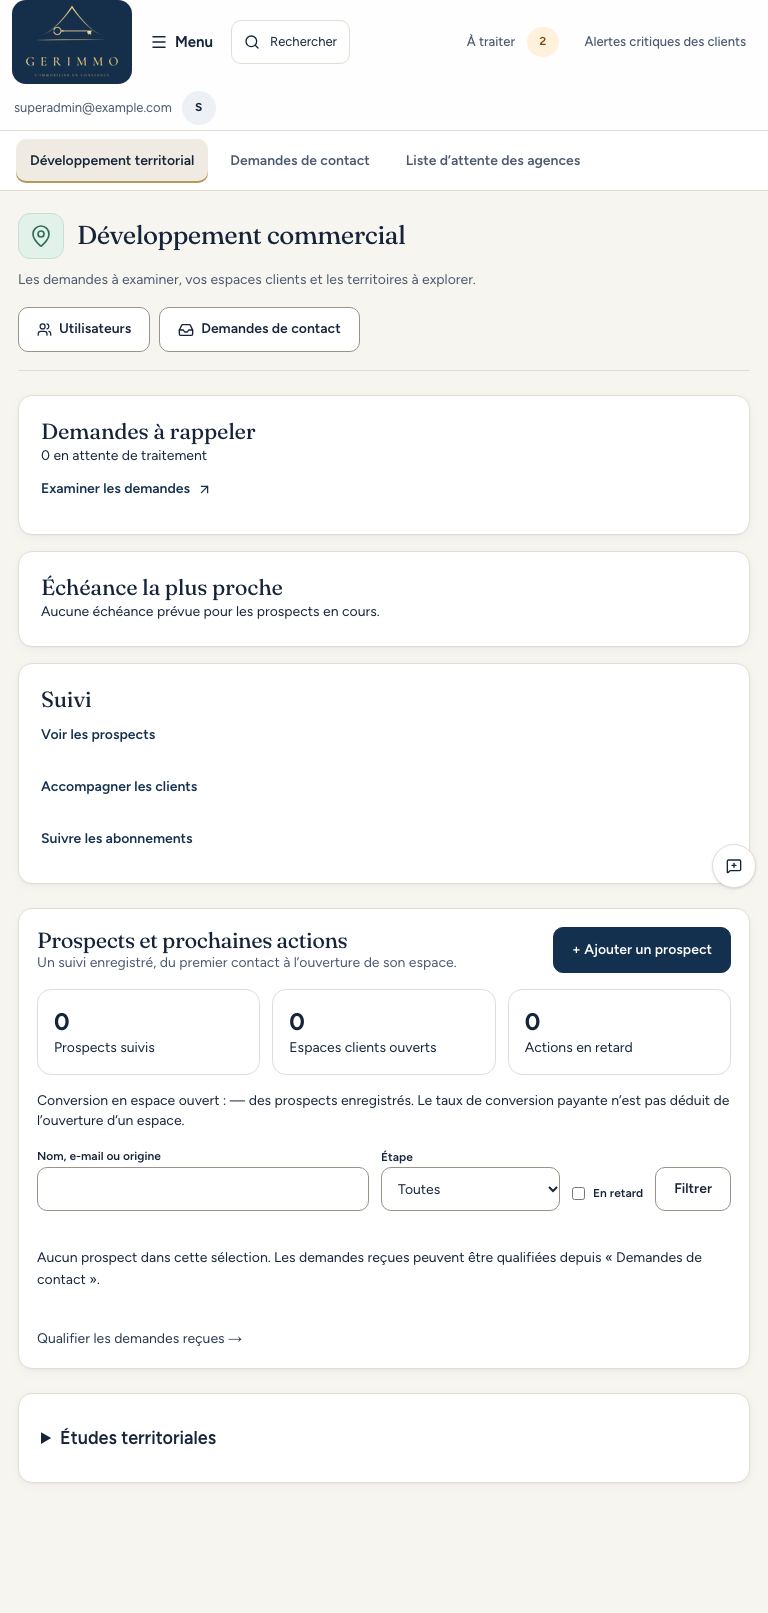 GERIMMO
L'IMMOBILIER EN CONFIANCE
Menu
Rechercher
À traiter
2
Alertes critiques des clients
superadmin@example.com
S
Développement territorial
Demandes de contact
Liste d’attente des agences
Développement commercial
Les demandes à examiner, vos espaces clients et les territoires à explorer.
Utilisateurs
Demandes de contact
Demandes à rappeler
0 en attente de traitement
Examiner les demandes
Échéance la plus proche
Aucune échéance prévue pour les prospects en cours.
Suivi
Voir les prospects
Accompagner les clients
Suivre les abonnements
Prospects et prochaines actions
Un suivi enregistré, du premier contact à l’ouverture de son espace.
+ Ajouter un prospect
0
Prospects suivis
0
Espaces clients ouverts
0
Actions en retard
Conversion en espace ouvert : — des prospects enregistrés. Le taux de conversion payante n’est pas déduit de
l’ouverture d’un espace.
Nom, e-mail ou origine
Étape
Toutes
En retard
Filtrer
Aucun prospect dans cette sélection. Les demandes reçues peuvent être qualifiées depuis « Demandes de
contact ».
Qualifier les demandes reçues →
Études territoriales